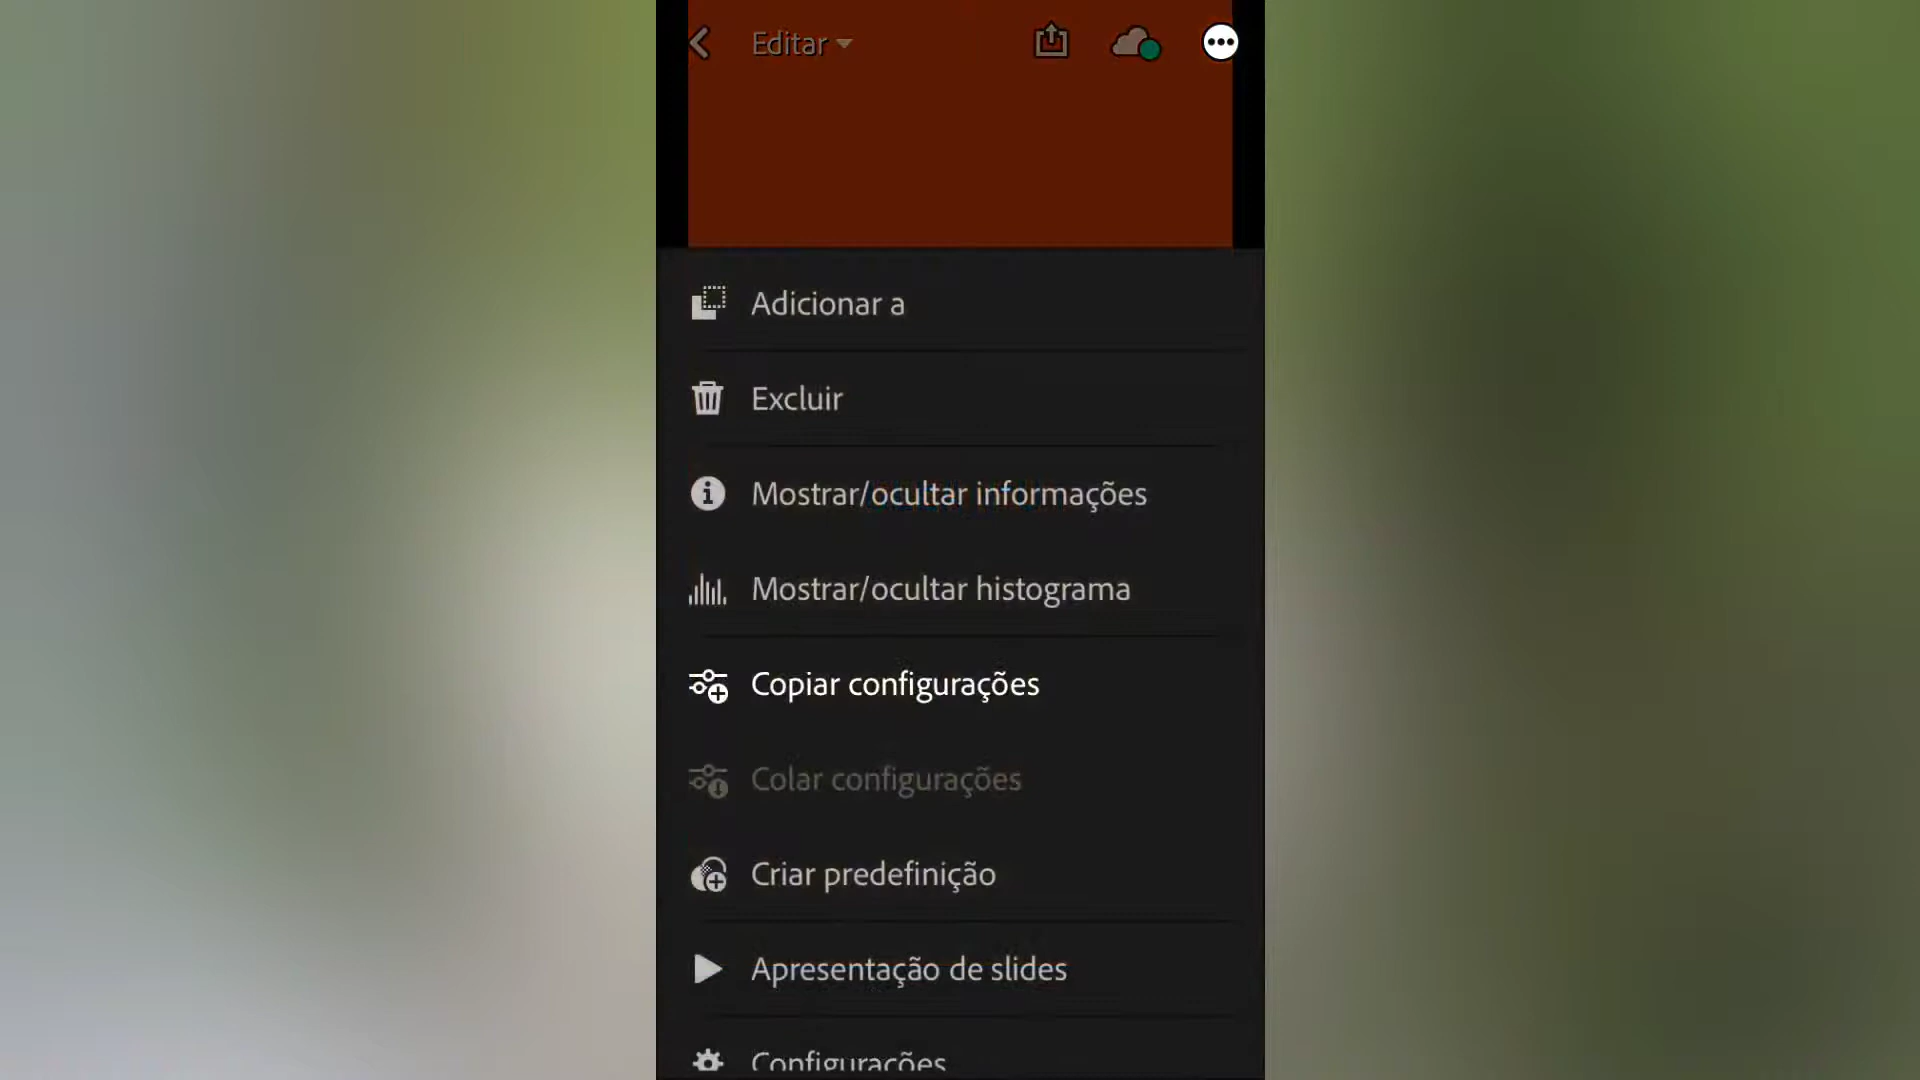 Editar
Adicionar a
Excluir
Mostrar/ocultar informações
Mostrar/ocultar histograma
Copiar configurações
Colar configurações
Criar predefinição
Apresentação de slides
Configurações